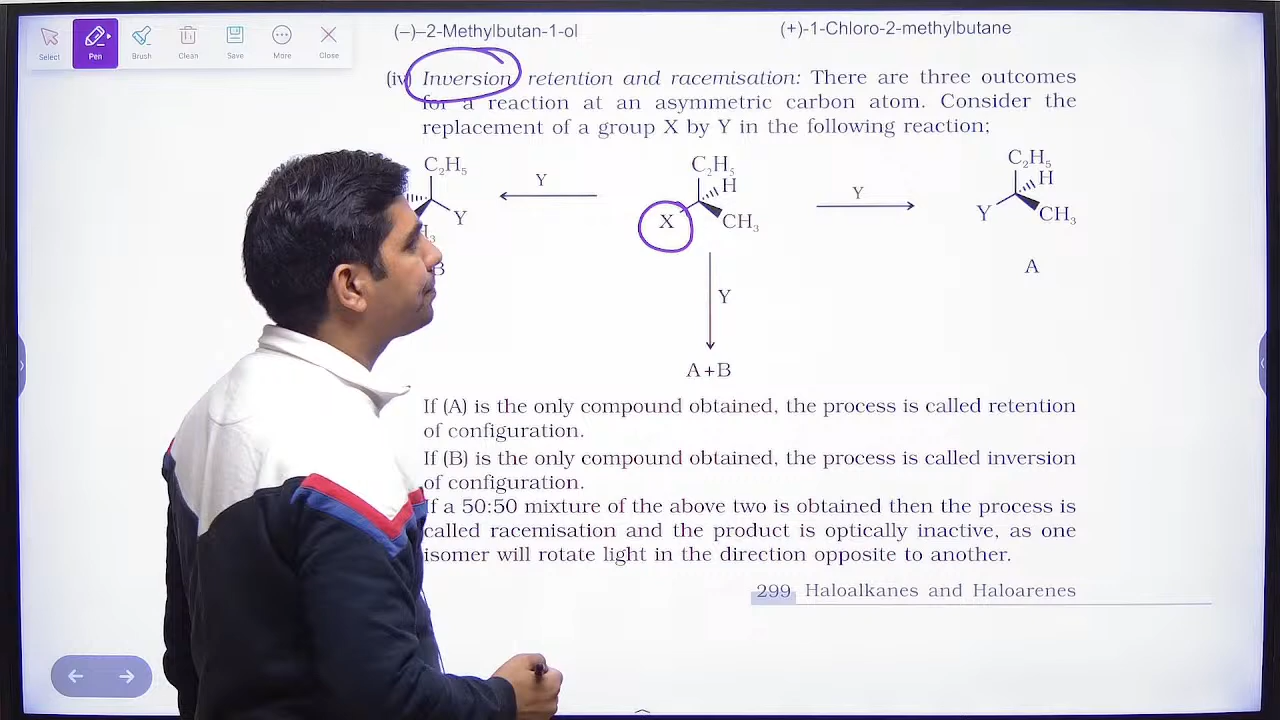 (–)–2-Methylbutan-1-ol
(+)-1-Chloro-2-methylbutane
Select
Pen
Brush
Clean
Save
More
Close
(iv) Inversion, retention and racemisation: There are three outcomes
for a reaction at an asymmetric carbon atom. Consider the
replacement of a group X by Y in the following reaction;
C₂H₅
Y
B
Y
C₂H₅
H
X
CH₃
Y
C₂H₅
H
Y
CH₃
A
Y
A+B
If (A) is the only compound obtained, the process is called retention
of configuration.
If (B) is the only compound obtained, the process is called inversion
of configuration.
If a 50:50 mixture of the above two is obtained then the process is
called racemisation and the product is optically inactive, as one
isomer will rotate light in the direction opposite to another.
299 Haloalkanes and Haloarenes